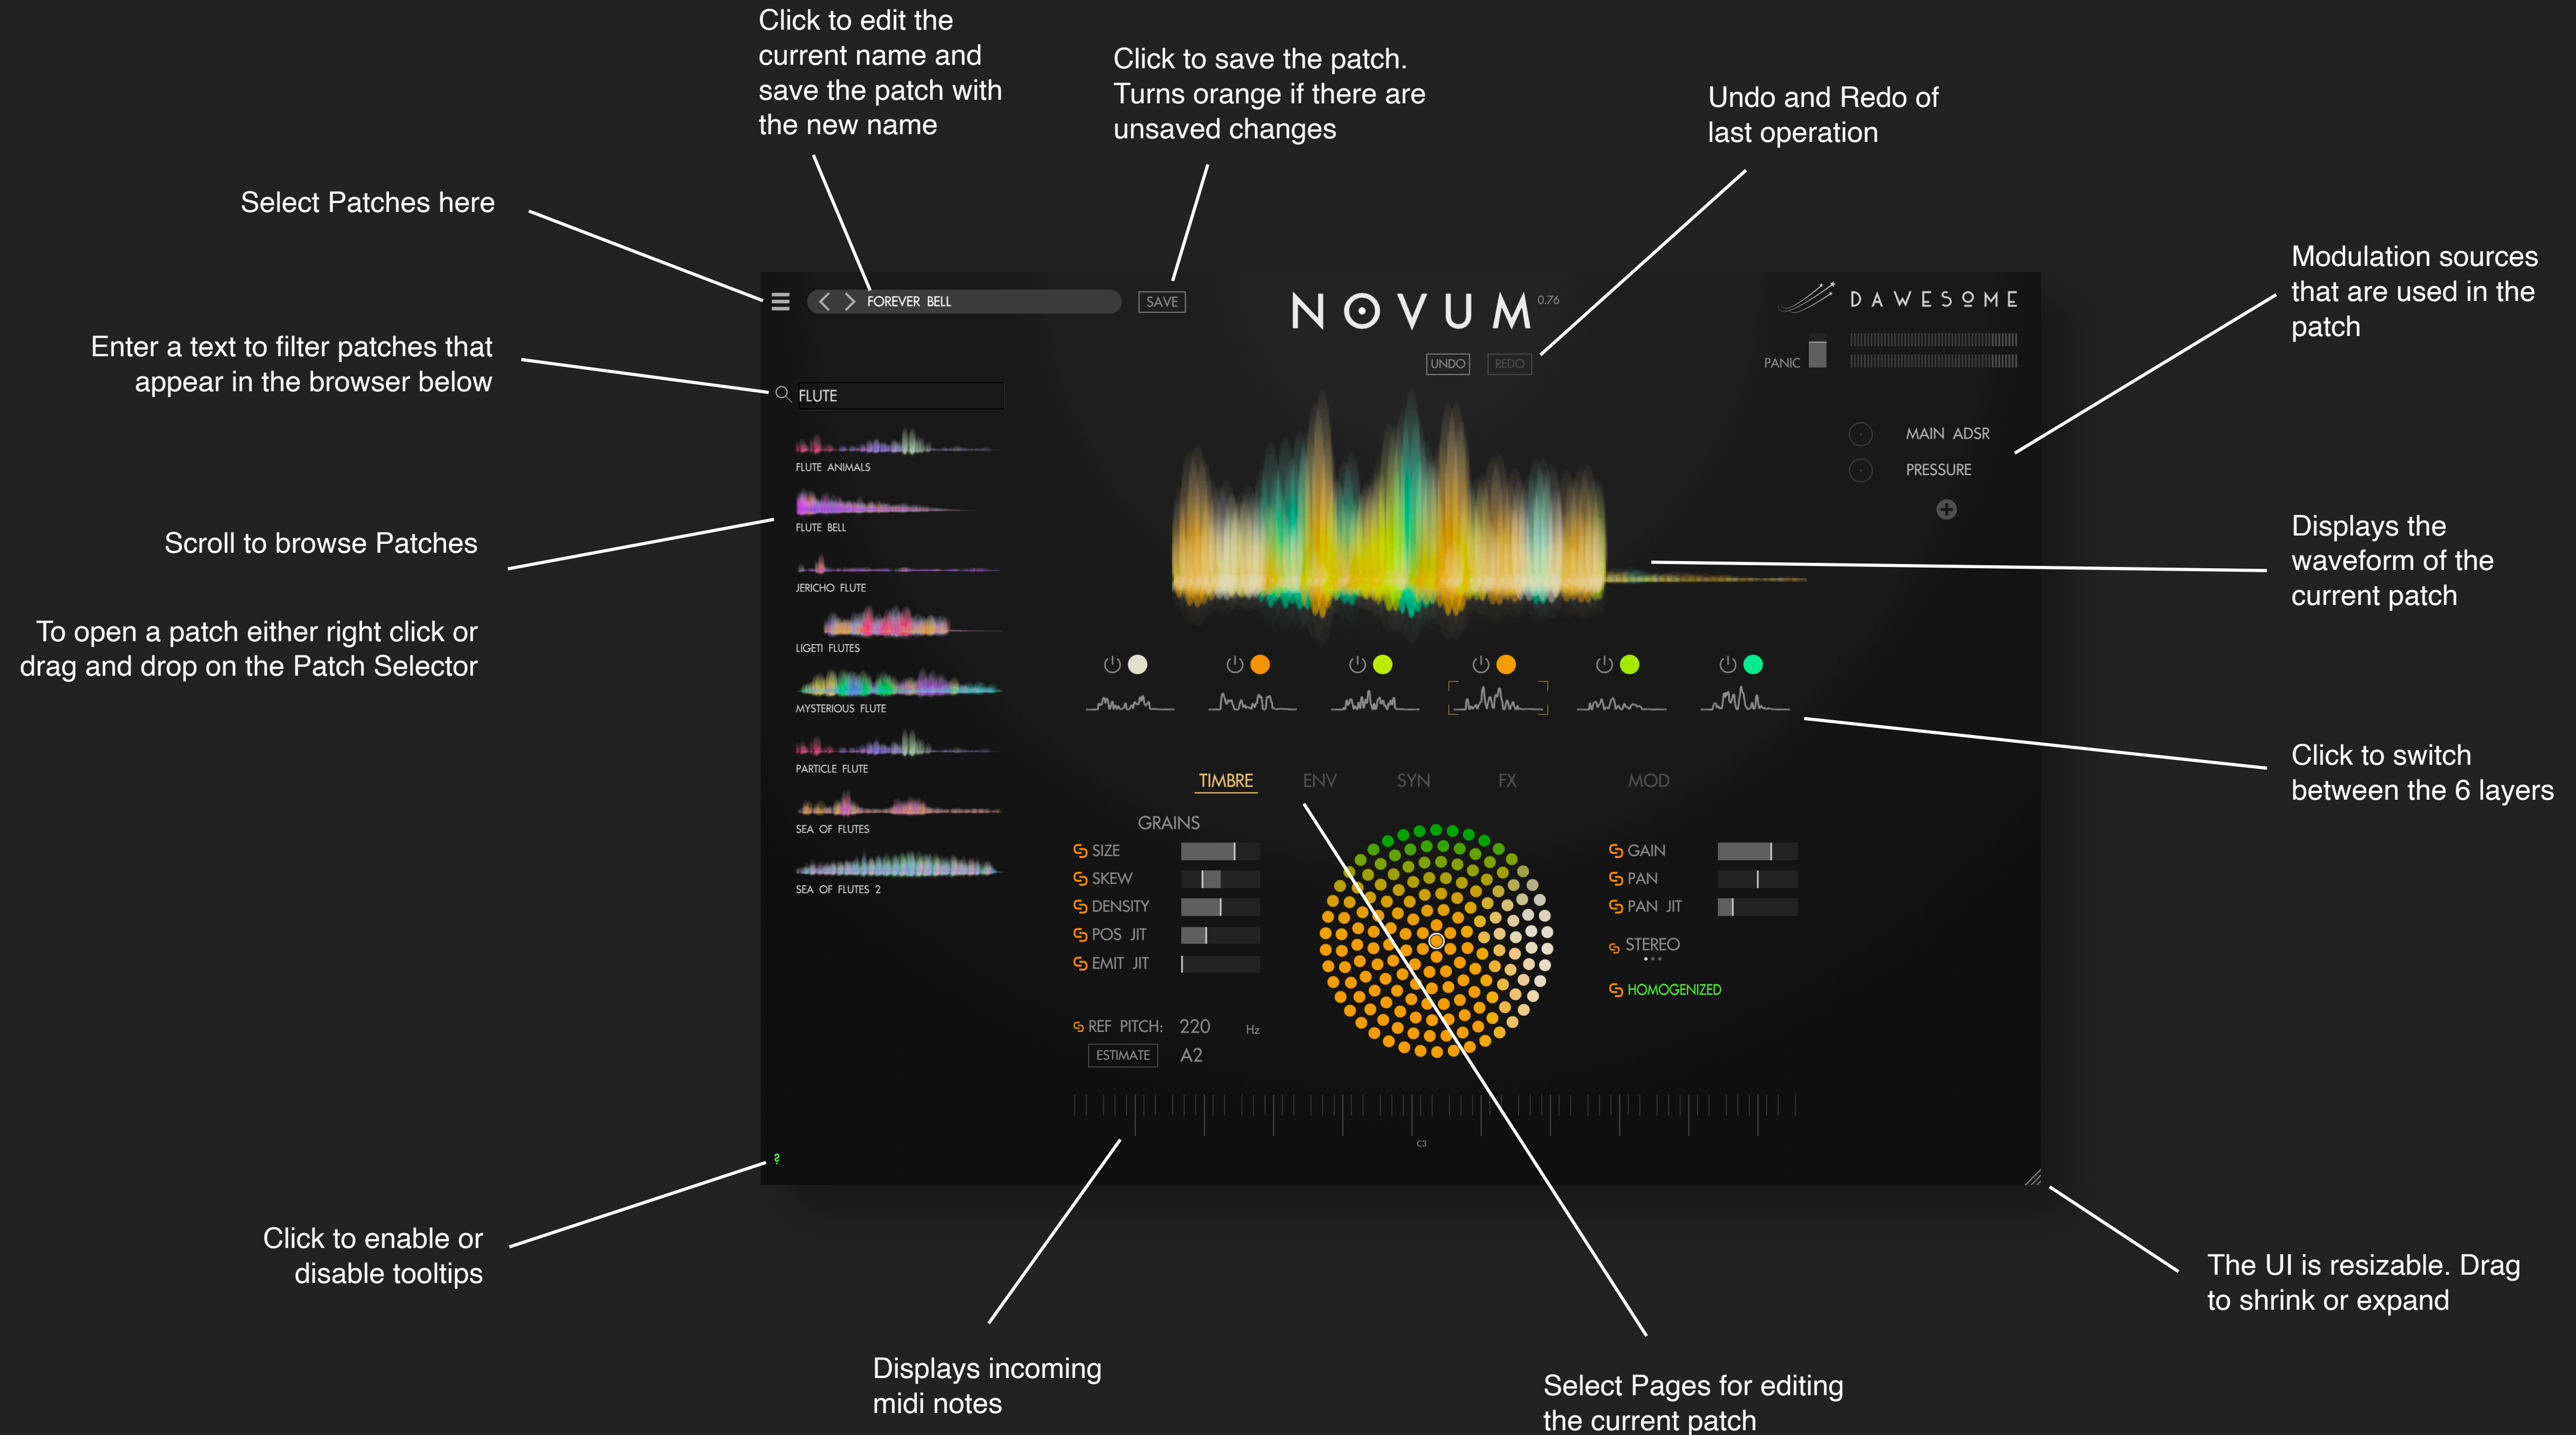 Click to edit the
current name and
save the patch with
the new name
Click to save the patch.
Turns orange if there are
unsaved changes
Undo and Redo of
last operation
Select Patches here
Modulation sources
that are used in the
patch
Enter a text to filter patches that
appear in the browser below
Scroll to browse Patches
To open a patch either right click or
drag and drop on the Patch Selector
Displays the
waveform of the
current patch
Click to switch
between the 6 layers
Click to enable or
disable tooltips
Displays incoming
midi notes
Select Pages for editing
the current patch
The UI is resizable. Drag
to shrink or expand
FOREVER BELL
SAVE
NOVUM 0.76
DAWESOME
UNDO REDO
PANIC
FLUTE
FLUTE ANIMALS
FLUTE BELL
JERICHO FLUTE
LIGETI FLUTES
MYSTERIOUS FLUTE
PARTICLE FLUTE
SEA OF FLUTES
SEA OF FLUTES 2
MAIN ADSR
PRESSURE
TIMBRE ENV SYN FX MOD
GRAINS
SIZE
SKEW
DENSITY
POS JIT
EMIT JIT
REF PITCH: 220 Hz
ESTIMATE A2
GAIN
PAN
PAN JIT
STEREO
HOMOGENIZED
C3
?